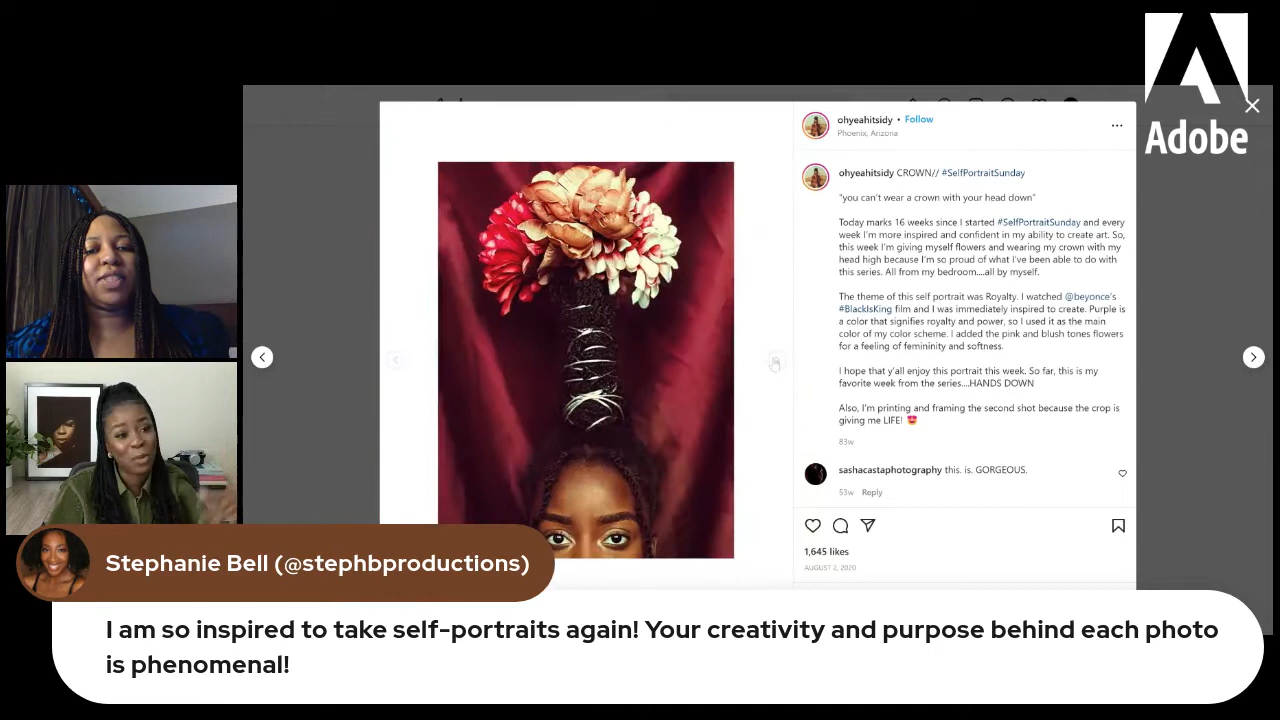 Adobe
ohyeahitsidy • Follow
Phoenix, Arizona
ohyeahitsidy CROWN// #SelfPortraitSunday
"you can't wear a crown with your head down"
Today marks 16 weeks since I started #SelfPortraitSunday and every
week I'm more inspired and confident in my ability to create art. So,
this week I'm giving myself flowers and wearing my crown with my
head high because I'm so proud of what I've been able to do with
this series. All from my bedroom....all by myself.
The theme of this self portrait was Royalty. I watched @beyonce's
#BlackIsKing film and I was immediately inspired to create. Purple is
a color that signifies royalty and power, so I used it as the main
color of my color scheme. I added the pink and blush tones flowers
for a feeling of femininity and softness.
I hope that y'all enjoy this portrait this week. So far, this is my
favorite week from the series....HANDS DOWN
Also, I'm printing and framing the second shot because the crop is
giving me LIFE! 😍
83w
sashacastaphotography this. is. GORGEOUS.
53w Reply
1,645 likes
AUGUST 2, 2020
Stephanie Bell (@stephbproductions)
I am so inspired to take self-portraits again! Your creativity and purpose behind each photo
is phenomenal!